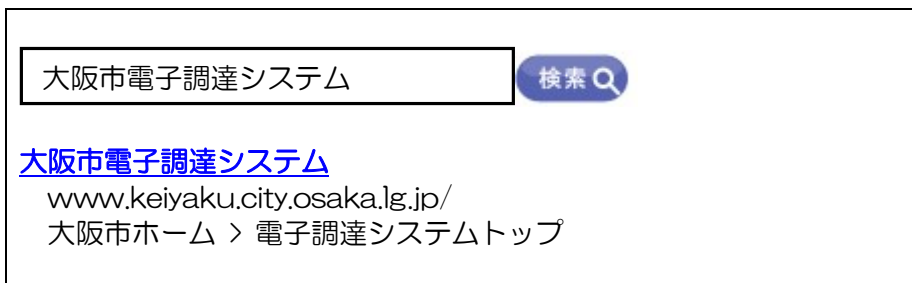 大阪市電子調達システム
検索
大阪市電子調達システム
www.keiyaku.city.osaka.lg.jp/
大阪市ホーム > 電子調達システムトップ